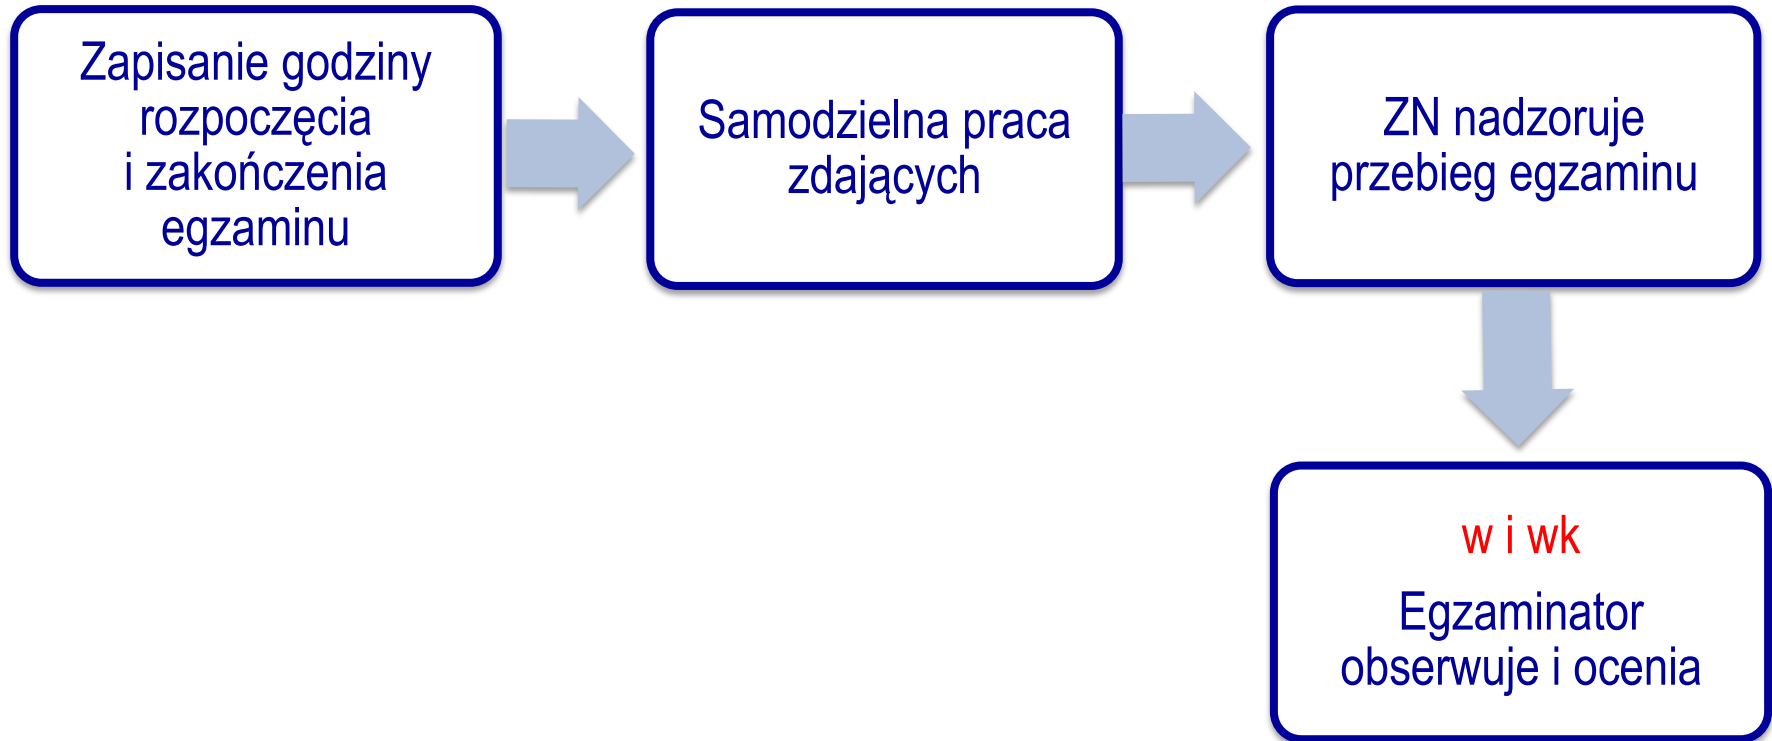 Zapisanie godziny
rozpoczęcia
i zakończenia
egzaminu
Samodzielna praca
zdających
ZN nadzoruje
przebieg egzaminu
w i wk
Egzaminator
obserwuje i ocenia